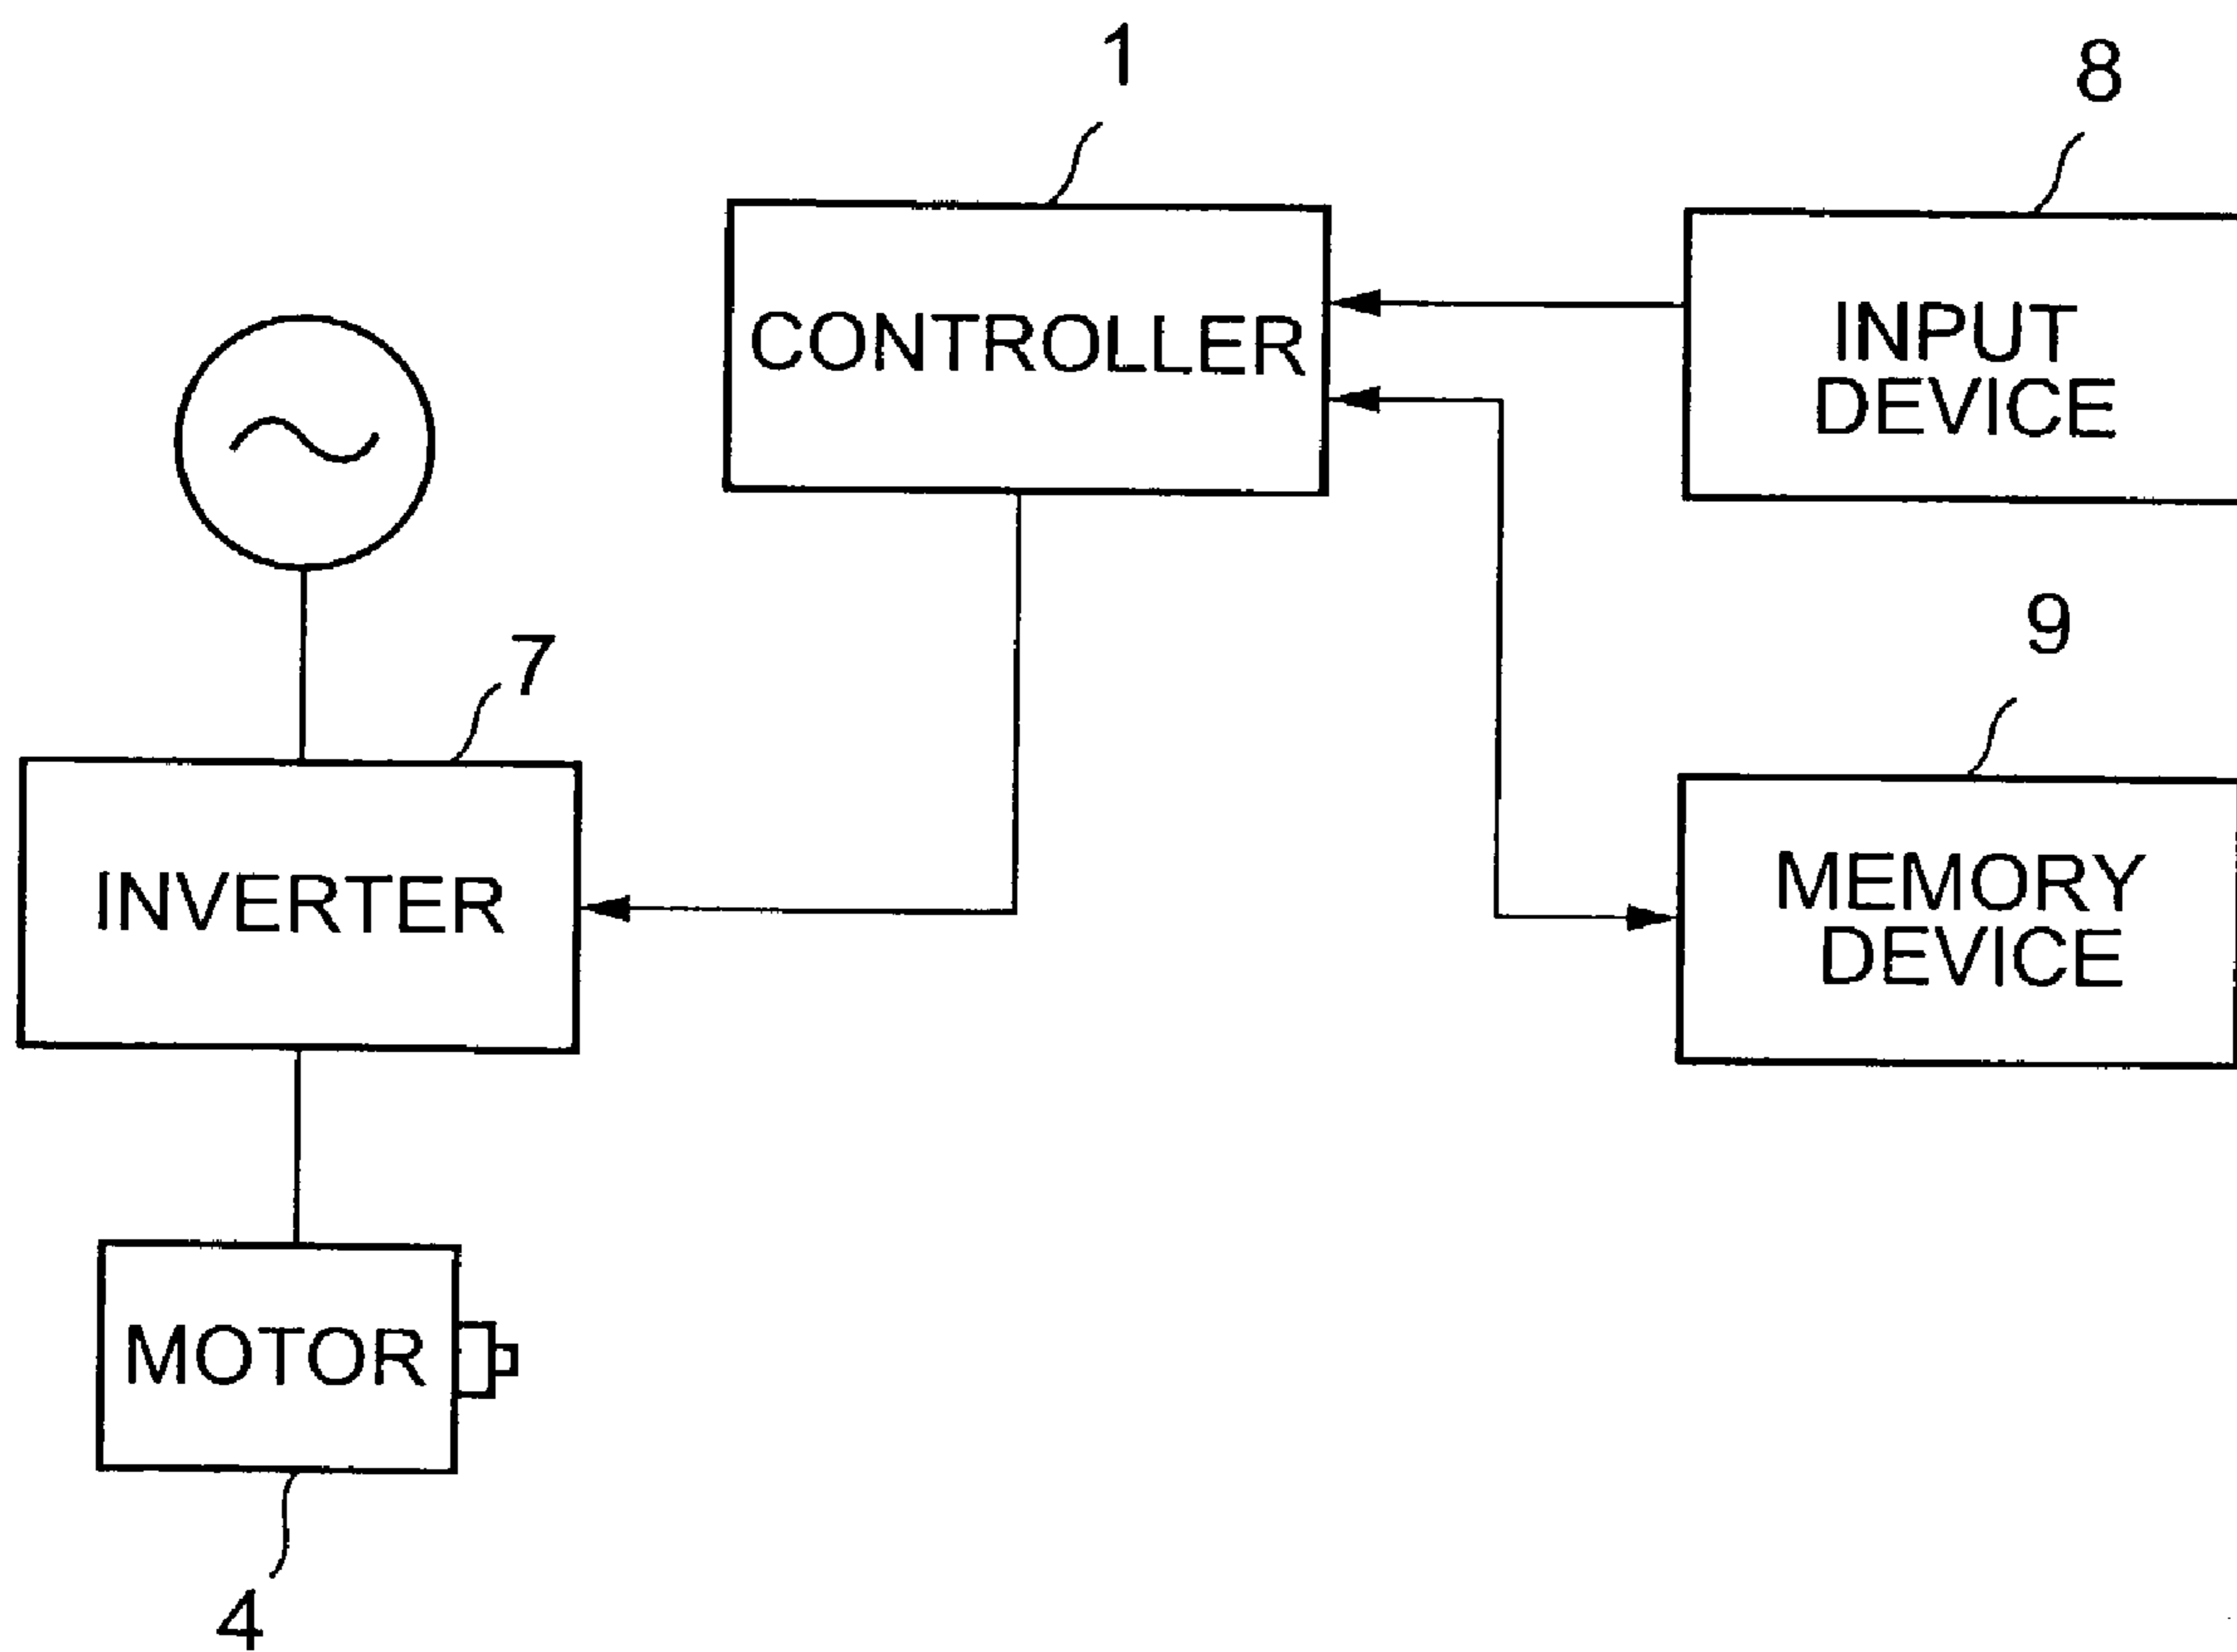 1
8
CONTROLLER
INPUT
DEVICE
7
9
INVERTER
MEMORY
DEVICE
MOTOR
4